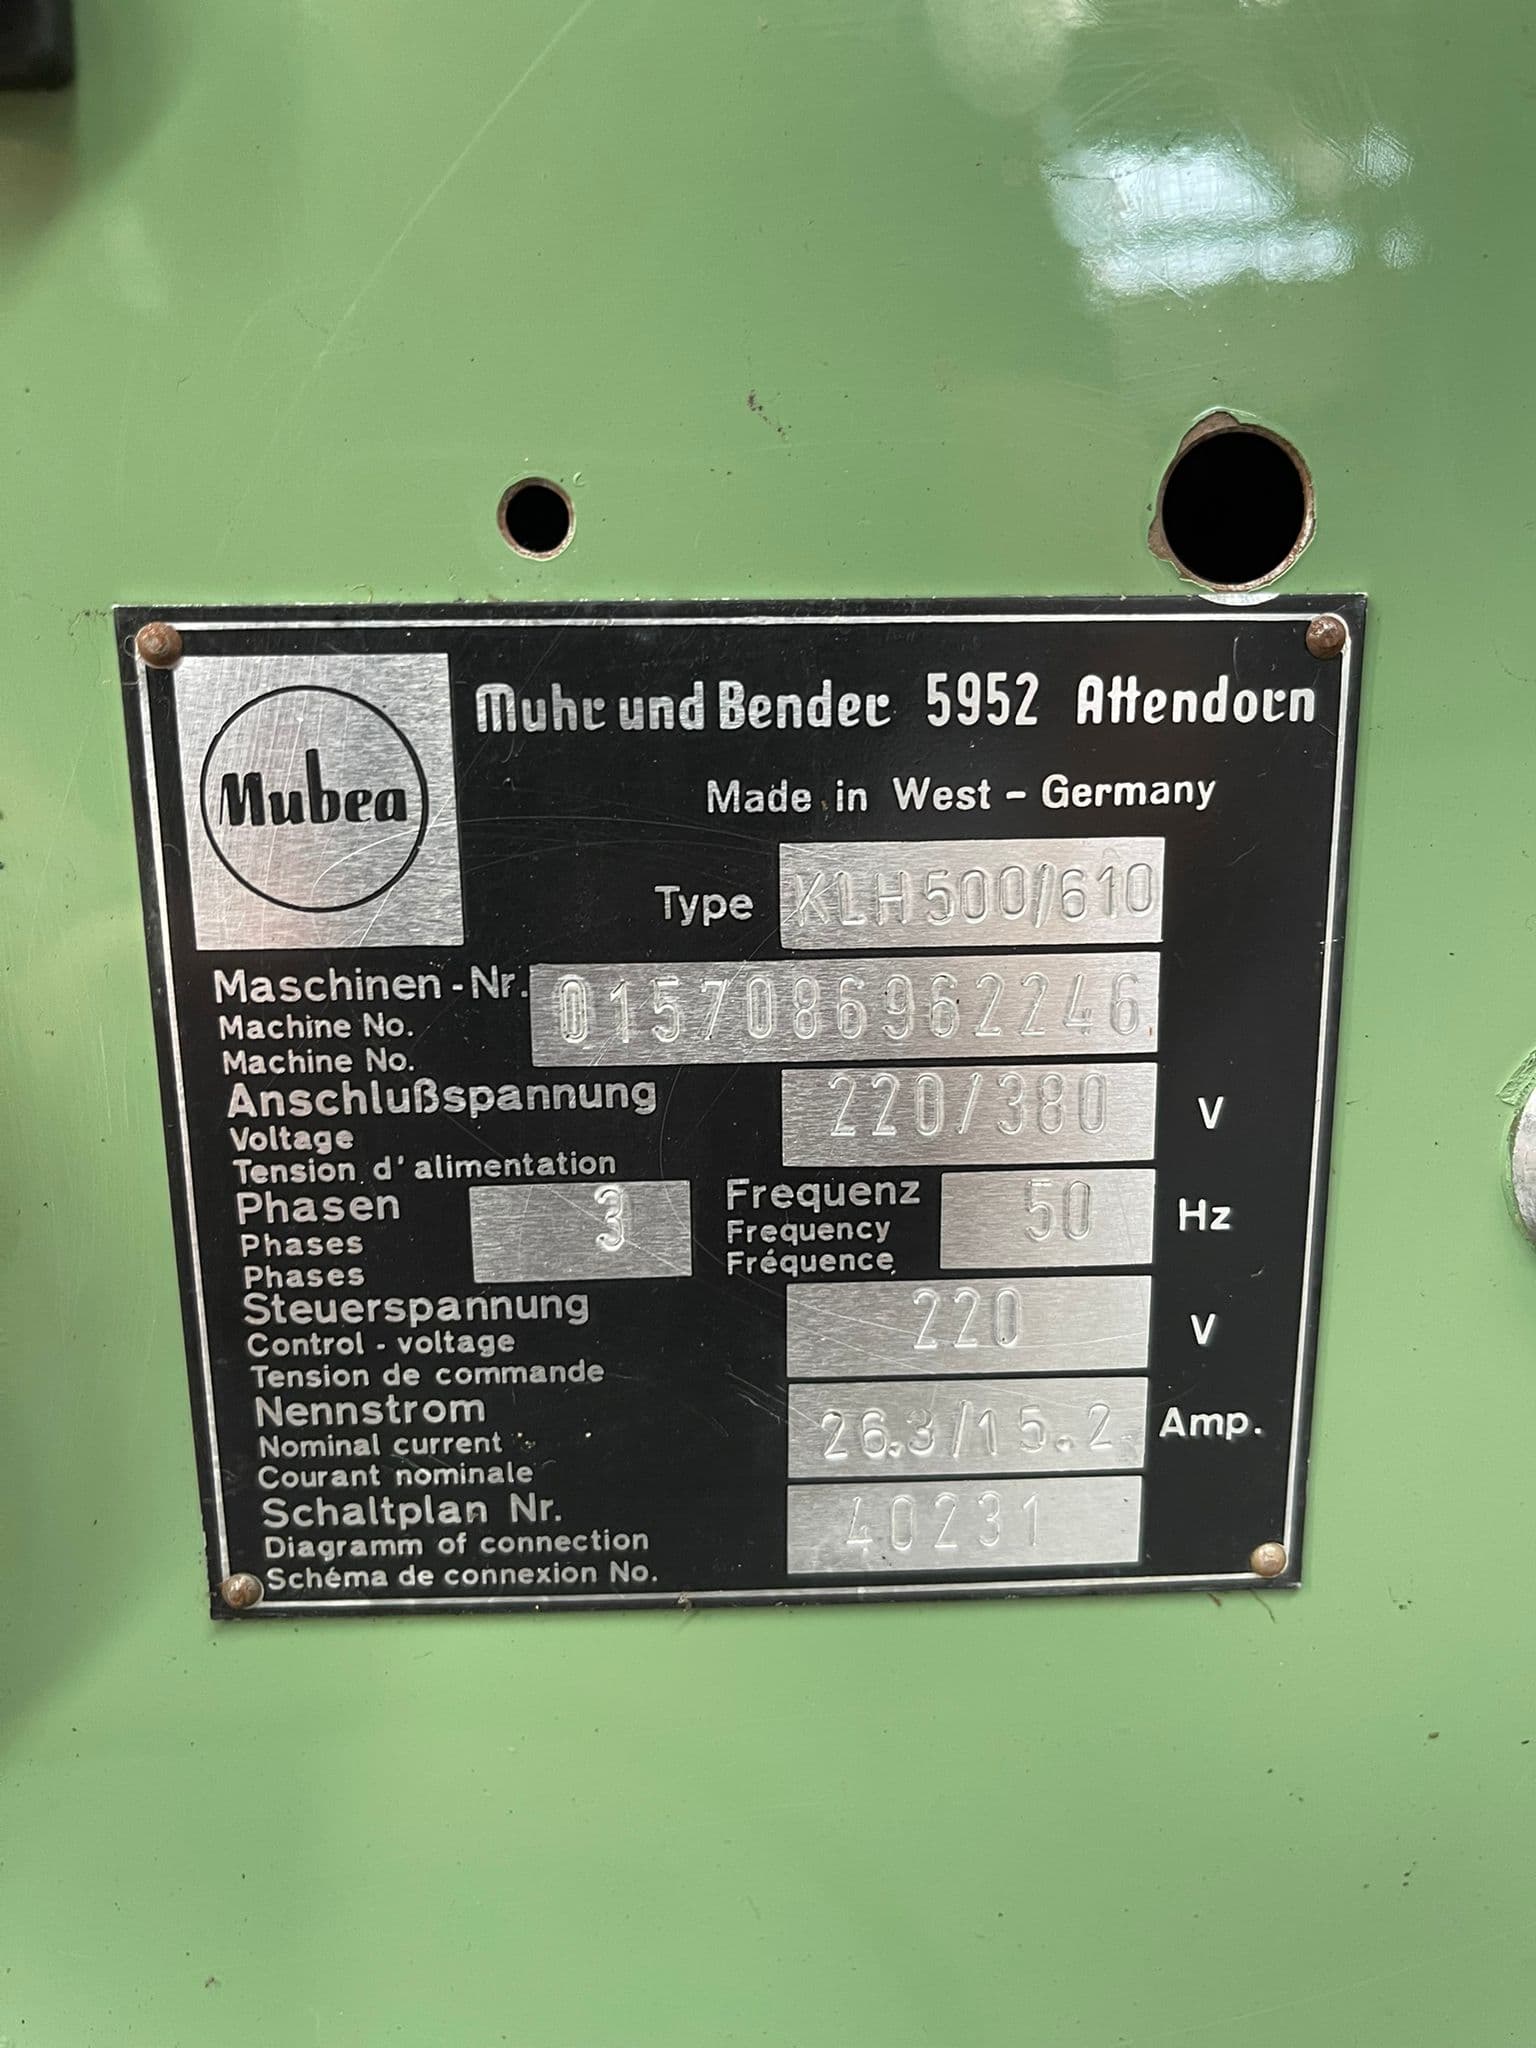 Mubea
Muhr und Bender 5952 Attendorn
Made in West - Germany
Type KLH500/610
Maschinen-Nr. 0157086962246
Machine No.
Machine No.
Anschlußspannung 220/380 V
Voltage
Tension d' alimentation
Phasen 3 Frequenz 50 Hz
Phases Frequency
Phases Fréquence
Steuerspannung 220 V
Control - voltage
Tension de commande
Nennstrom 26.3/15.2 Amp.
Nominal current
Courant nominale
Schaltplan Nr. 40231
Diagramm of connection
Schéma de connexion No.